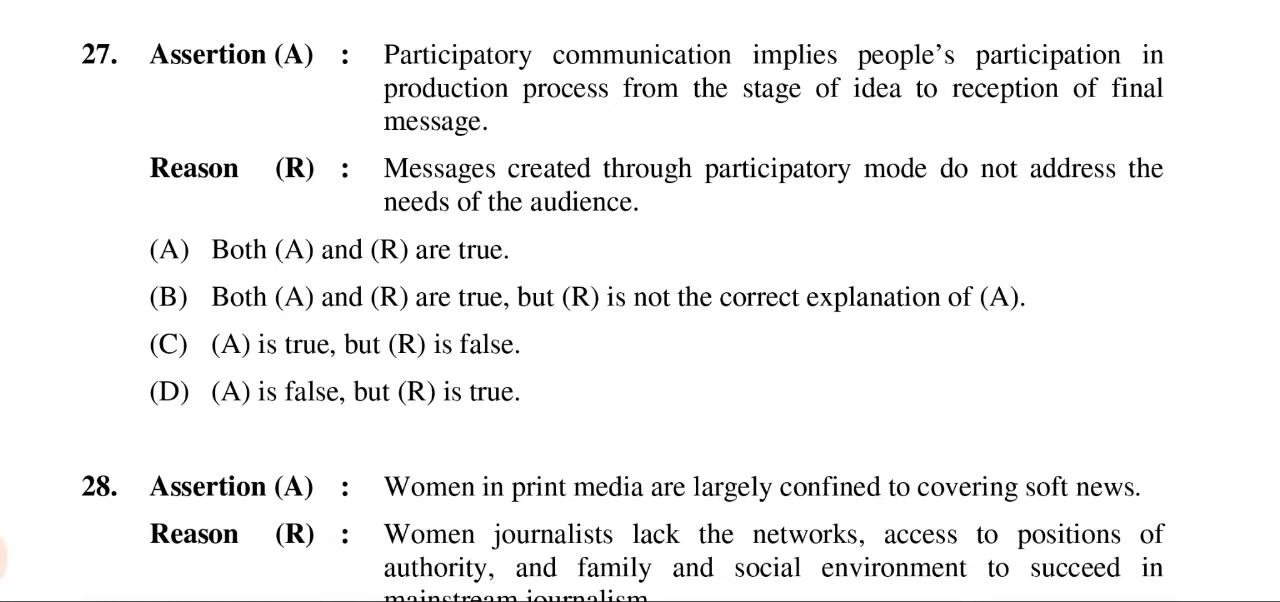 27. Assertion (A) : Participatory communication implies people's participation in
production process from the stage of idea to reception of final
message.
Reason (R) : Messages created through participatory mode do not address the
needs of the audience.
(A) Both (A) and (R) are true.
(B) Both (A) and (R) are true, but (R) is not the correct explanation of (A).
(C) (A) is true, but (R) is false.
(D) (A) is false, but (R) is true.
28. Assertion (A) : Women in print media are largely confined to covering soft news.
Reason (R) : Women journalists lack the networks, access to positions of
authority, and family and social environment to succeed in
mainstream journalism